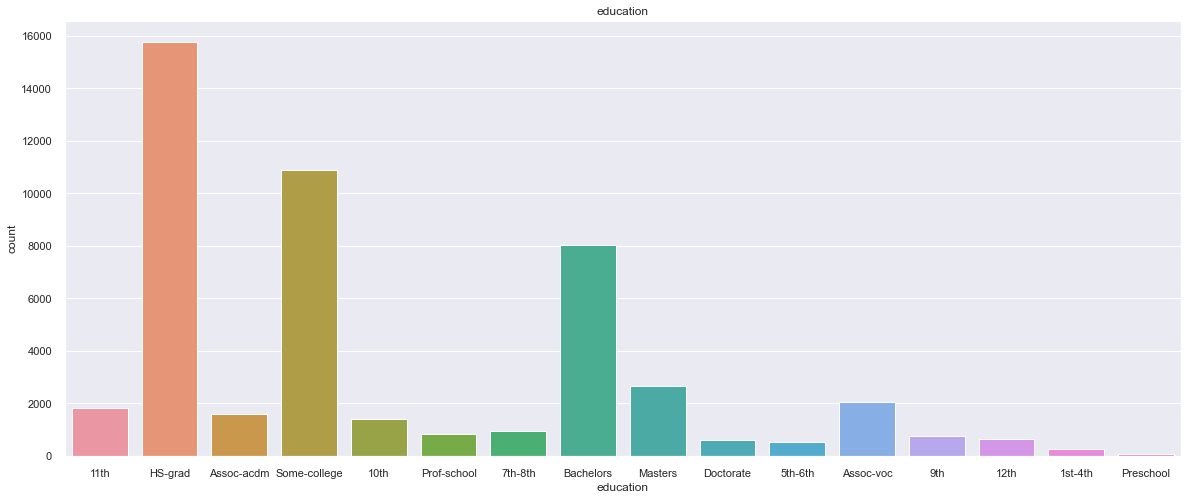 education
16000
14000
12000
10000
8000
6000
4000
2000
0
count
11th HS-grad Assoc-acdm Some-college 10th Prof-school 7th-8th Bachelors Masters Doctorate 5th-6th Assoc-voc 9th 12th 1st-4th Preschool
education